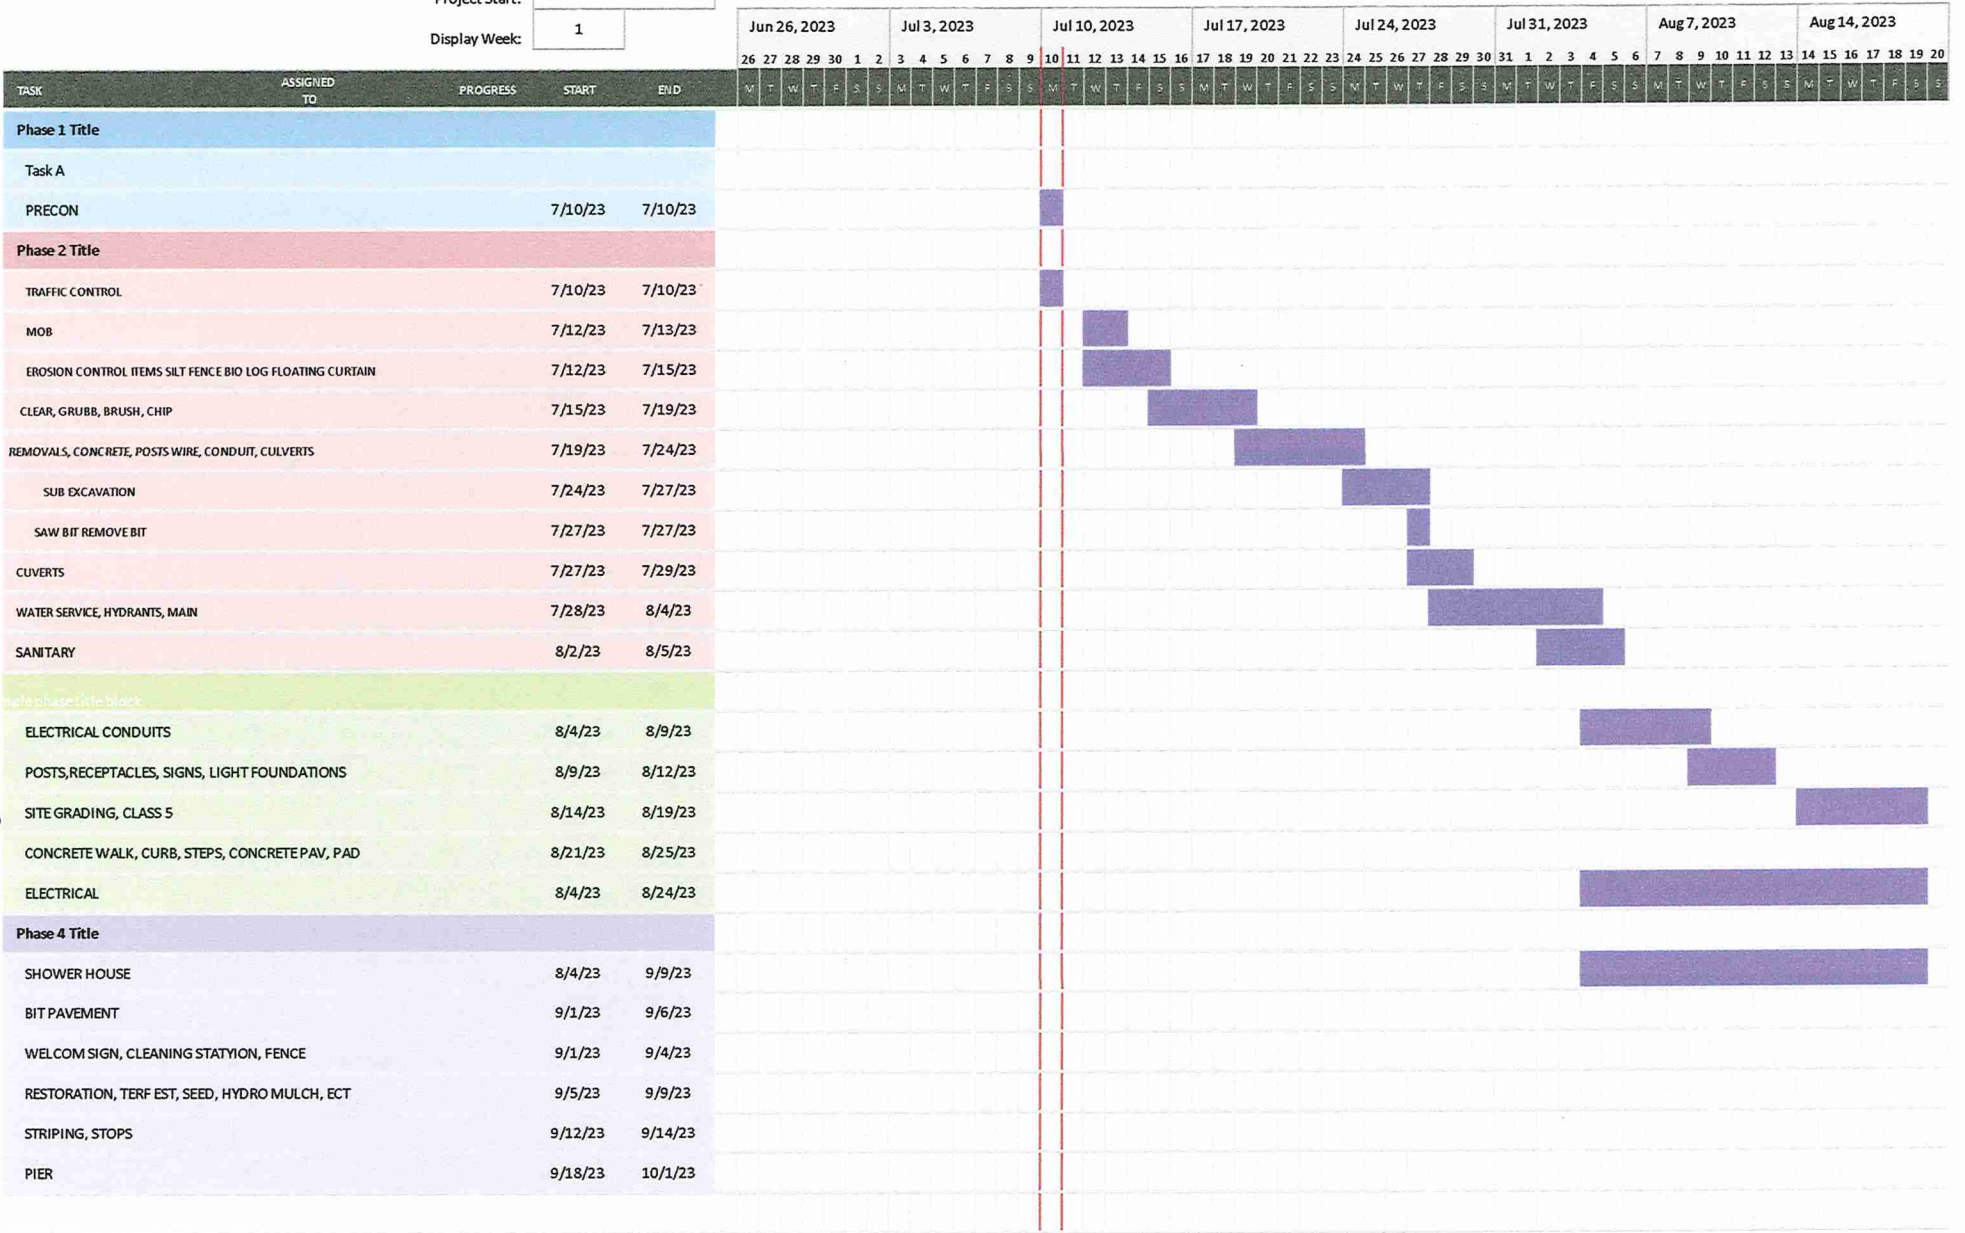 Project Start:
Display Week: 1
Jun 26, 2023 Jul 3, 2023 Jul 10, 2023 Jul 17, 2023 Jul 24, 2023 Jul 31, 2023 Aug 7, 2023 Aug 14, 2023
26 27 28 29 30 1 2 3 4 5 6 7 8 9 10 11 12 13 14 15 16 17 18 19 20 21 22 23 24 25 26 27 28 29 30 31 1 2 3 4 5 6 7 8 9 10 11 12 13 14 15 16 17 18 19 20
TASK ASSIGNED TO PROGRESS START END M T W T F S S M T W T F S S M T W T F S S M T W T F S S M T W T F S S M T W T F S S M T W T F S S M T W T F S S
Phase 1 Title
Task A
PRECON 7/10/23 7/10/23
Phase 2 Title
TRAFFIC CONTROL 7/10/23 7/10/23
MOB 7/12/23 7/13/23
EROSION CONTROL ITEMS SILT FENCE BIO LOG FLOATING CURTAIN 7/12/23 7/15/23
CLEAR, GRUBB, BRUSH, CHIP 7/15/23 7/19/23
REMOVALS, CONCRETE, POSTS WIRE, CONDUIT, CULVERTS 7/19/23 7/24/23
SUB EXCAVATION 7/24/23 7/27/23
SAW BIT REMOVE BIT 7/27/23 7/27/23
CUVERTS 7/27/23 7/29/23
WATER SERVICE, HYDRANTS, MAIN 7/28/23 8/4/23
SANITARY 8/2/23 8/5/23
phase title block
ELECTRICAL CONDUITS 8/4/23 8/9/23
POSTS,RECEPTACLES, SIGNS, LIGHT FOUNDATIONS 8/9/23 8/12/23
SITE GRADING, CLASS 5 8/14/23 8/19/23
CONCRETE WALK, CURB, STEPS, CONCRETE PAV, PAD 8/21/23 8/25/23
ELECTRICAL 8/4/23 8/24/23
Phase 4 Title
SHOWER HOUSE 8/4/23 9/9/23
BIT PAVEMENT 9/1/23 9/6/23
WELCOM SIGN, CLEANING STATYION, FENCE 9/1/23 9/4/23
RESTORATION, TERF EST, SEED, HYDRO MULCH, ECT 9/5/23 9/9/23
STRIPING, STOPS 9/12/23 9/14/23
PIER 9/18/23 10/1/23